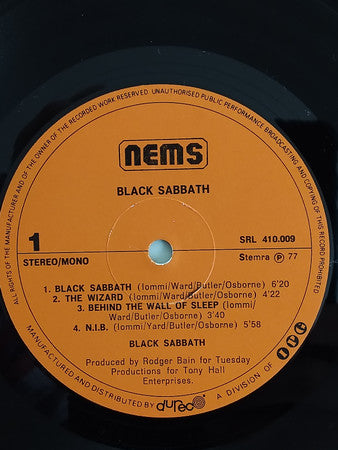 ALL RIGHTS OF THE MANUFACTURER AND OF THE OWNER OF THE RECORDED WORK RESERVED. UNAUTHORISED PUBLIC PERFORMANCE BROADCASTING AND COPYING OF THIS RECORD PROHIBITED
nems
BLACK SABBATH
1
SRL 410.009
STEREO/MONO
Stemra ℗ 77
1. BLACK SABBATH (Iommi/Ward/Butler/Osborne) 6'20
2. THE WIZARD (Iommi/Ward/Butler/Osborne) 4'22
3. BEHIND THE WALL OF SLEEP (Iommi/
Ward/Butler/Osborne) 3'40
4. N.I.B. (Iommi/Yard/Butler/Osborne) 5'58
BLACK SABBATH
Produced by Rodger Bain for Tuesday
Productions for Tony Hall
Enterprises.
MANUFACTURED AND DISTRIBUTED BY dureco A DIVISION OF